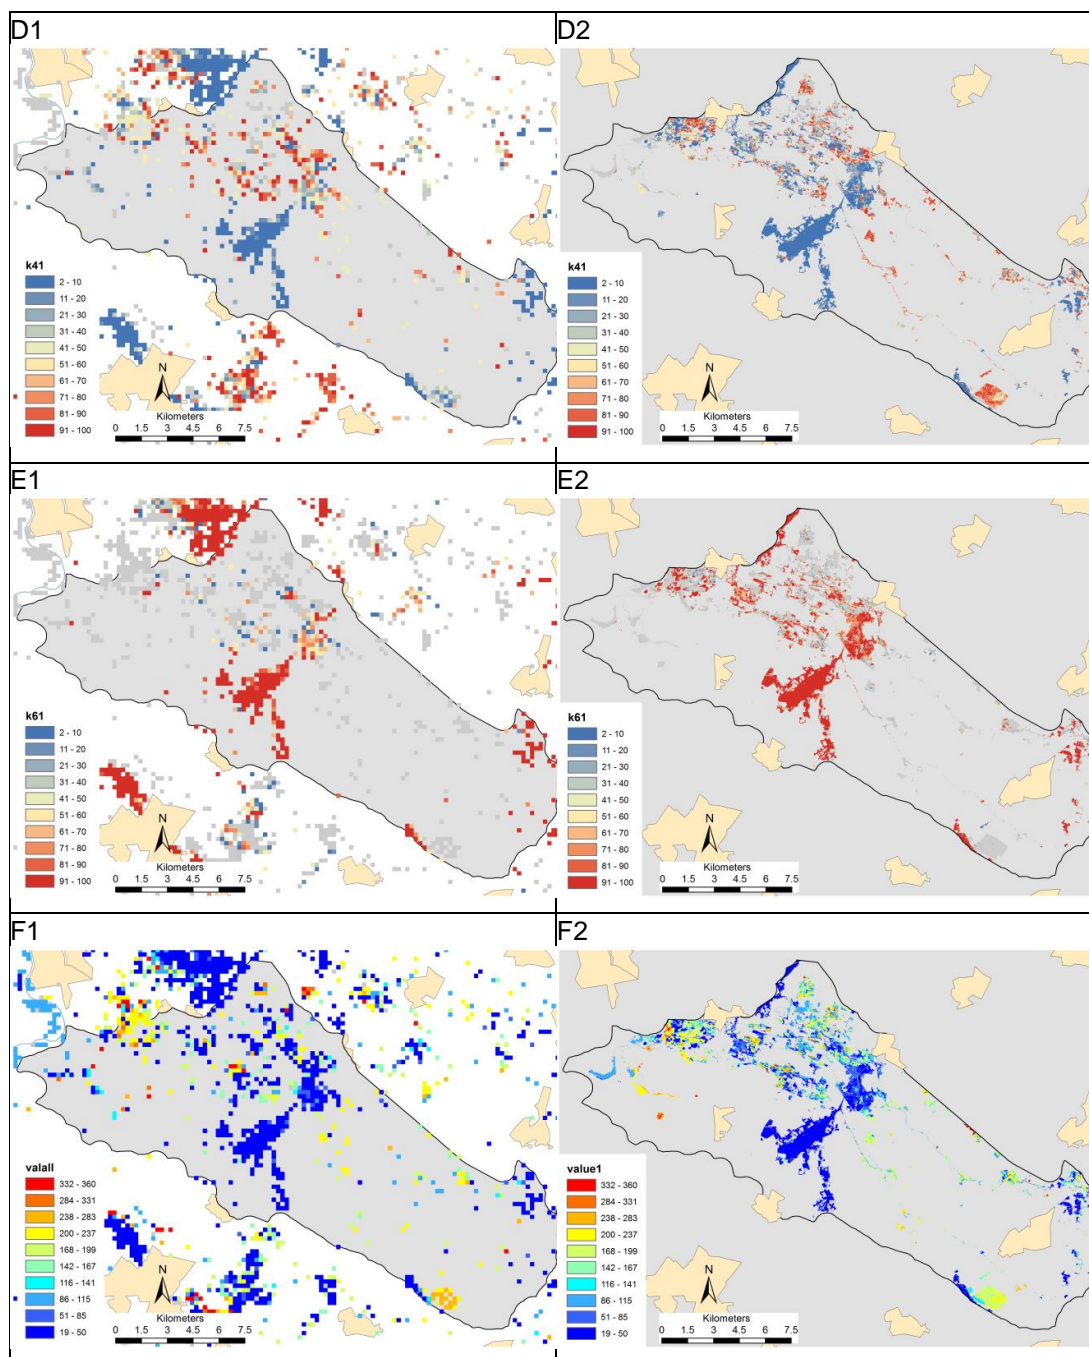 D1
k41
2 - 10
11 - 20
21 - 30
31 - 40
41 - 50
51 - 60
61 - 70
71 - 80
81 - 90
91 - 100
N
Kilometers
0 1.5 3 4.5 6 7.5
D2
k41
2 - 10
11 - 20
21 - 30
31 - 40
41 - 50
51 - 60
61 - 70
71 - 80
81 - 90
91 - 100
N
Kilometers
0 1.5 3 4.5 6 7.5
E1
k61
2 - 10
11 - 20
21 - 30
31 - 40
41 - 50
51 - 60
61 - 70
71 - 80
81 - 90
91 - 100
N
Kilometers
0 1.5 3 4.5 6 7.5
E2
k61
2 - 10
11 - 20
21 - 30
31 - 40
41 - 50
51 - 60
61 - 70
71 - 80
81 - 90
91 - 100
N
Kilometers
0 1.5 3 4.5 6 7.5
F1
valall
332 - 360
284 - 331
238 - 283
200 - 237
168 - 199
142 - 167
116 - 141
86 - 115
51 - 85
19 - 50
N
Kilometers
0 1.5 3 4.5 6 7.5
F2
value1
332 - 360
284 - 331
238 - 283
200 - 237
168 - 199
142 - 167
116 - 141
86 - 115
51 - 85
19 - 50
N
Kilometers
0 1.5 3 4.5 6 7.5